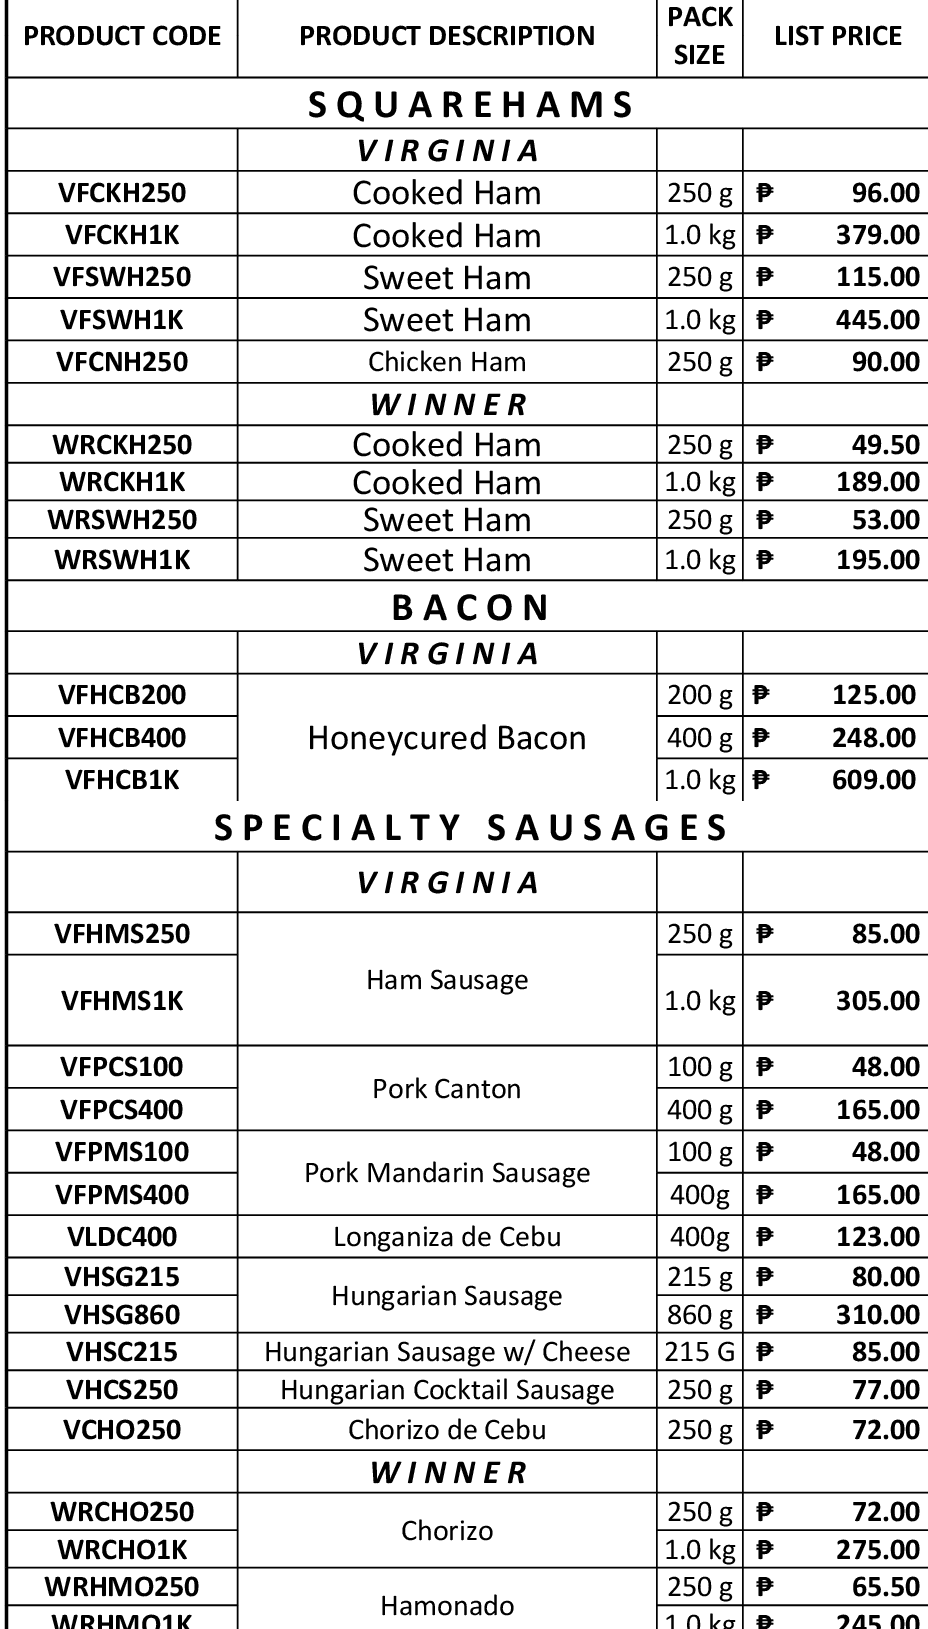 PRODUCT CODE PRODUCT DESCRIPTION PACK SIZE LIST PRICE
SQUAREHAMS
VIRGINIA
VFCKH250 Cooked Ham 250 g ₱ 96.00
VFCKH1K Cooked Ham 1.0 kg ₱ 379.00
VFSWH250 Sweet Ham 250 g ₱ 115.00
VFSWH1K Sweet Ham 1.0 kg ₱ 445.00
VFCNH250 Chicken Ham 250 g ₱ 90.00
WINNER
WRCKH250 Cooked Ham 250 g ₱ 49.50
WRCKH1K Cooked Ham 1.0 kg ₱ 189.00
WRSWH250 Sweet Ham 250 g ₱ 53.00
WRSWH1K Sweet Ham 1.0 kg ₱ 195.00
BACON
VIRGINIA
VFHCB200 200 g ₱ 125.00
VFHCB400 Honeycured Bacon 400 g ₱ 248.00
VFHCB1K 1.0 kg ₱ 609.00
SPECIALTY SAUSAGES
VIRGINIA
VFHMS250 250 g ₱ 85.00
Ham Sausage
VFHMS1K 1.0 kg ₱ 305.00
VFPCS100 100 g ₱ 48.00
Pork Canton
VFPCS400 400 g ₱ 165.00
VFPMS100 100 g ₱ 48.00
Pork Mandarin Sausage
VFPMS400 400g ₱ 165.00
VLDC400 Longaniza de Cebu 400g ₱ 123.00
VHSG215 215 g ₱ 80.00
Hungarian Sausage
VHSG860 860 g ₱ 310.00
VHSC215 Hungarian Sausage w/ Cheese 215 G ₱ 85.00
VHCS250 Hungarian Cocktail Sausage 250 g ₱ 77.00
VCHO250 Chorizo de Cebu 250 g ₱ 72.00
WINNER
WRCHO250 250 g ₱ 72.00
Chorizo
WRCHO1K 1.0 kg ₱ 275.00
WRHMO250 250 g ₱ 65.50
Hamonado
WRHMO1K 1.0 kg ₱ 245.00